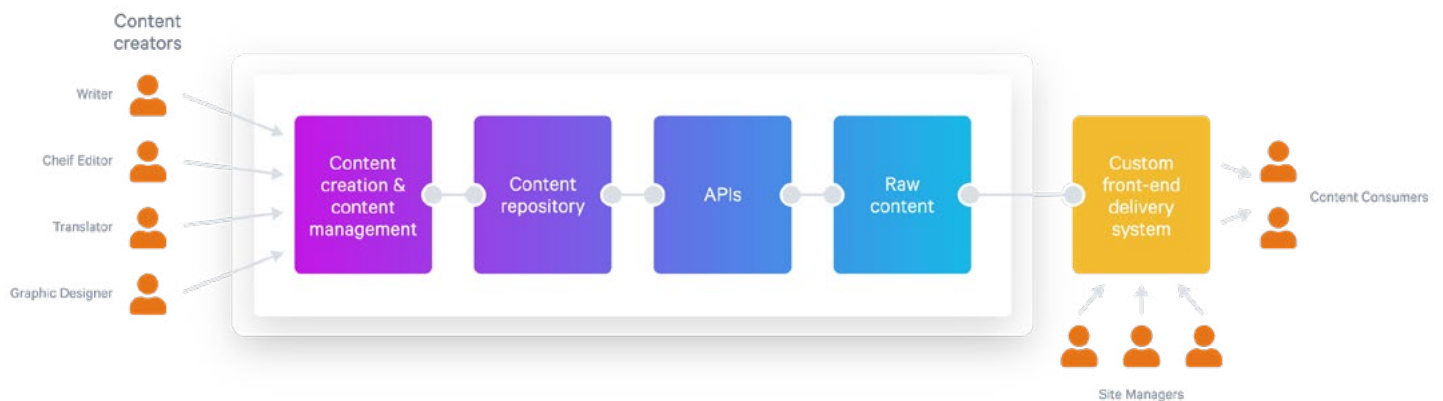 Content
creators
Writer
Cheif Editor
Translator
Graphic Designer
Content
creation &
content
management
Content
repository
APIs
Raw
content
Custom
front-end
delivery
system
Content Consumers
Site Managers